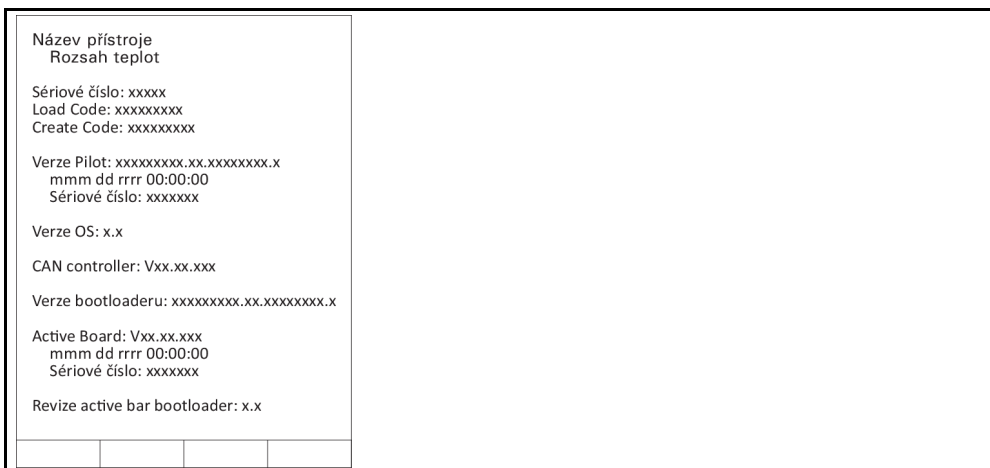 Název přístroje
Rozsah teplot
Sériové číslo: xxxxx
Load Code: xxxxxxxxx
Create Code: xxxxxxxxx
Verze Pilot: xxxxxxxxx.xx.xxxxxxxx.x
mmm dd rrrr 00:00:00
Sériové číslo: xxxxxxx
Verze OS: x.x
CAN controller: Vxx.xx.xxx
Verze bootloaderu: xxxxxxxxx.xx.xxxxxxxx.x
Active Board: Vxx.xx.xxx
mmm dd rrrr 00:00:00
Sériové číslo: xxxxxxx
Revize active bar bootloader: x.x